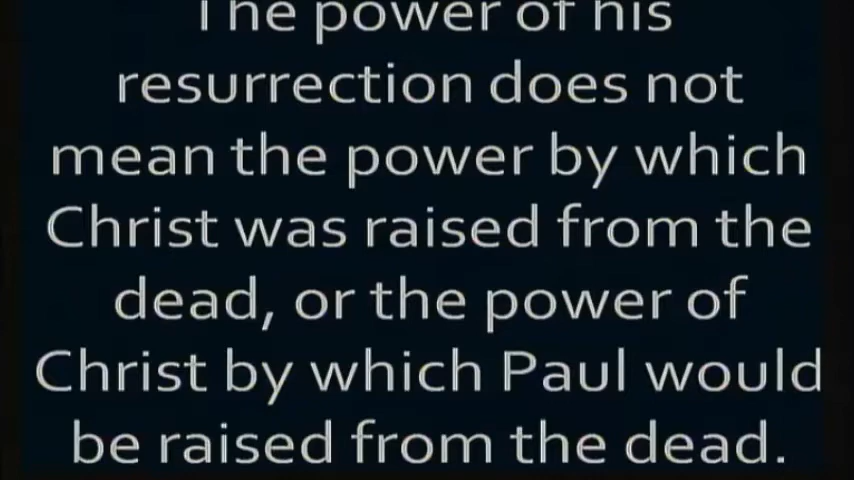 The power of his
resurrection does not
mean the power by which
Christ was raised from the
dead, or the power of
Christ by which Paul would
be raised from the dead.